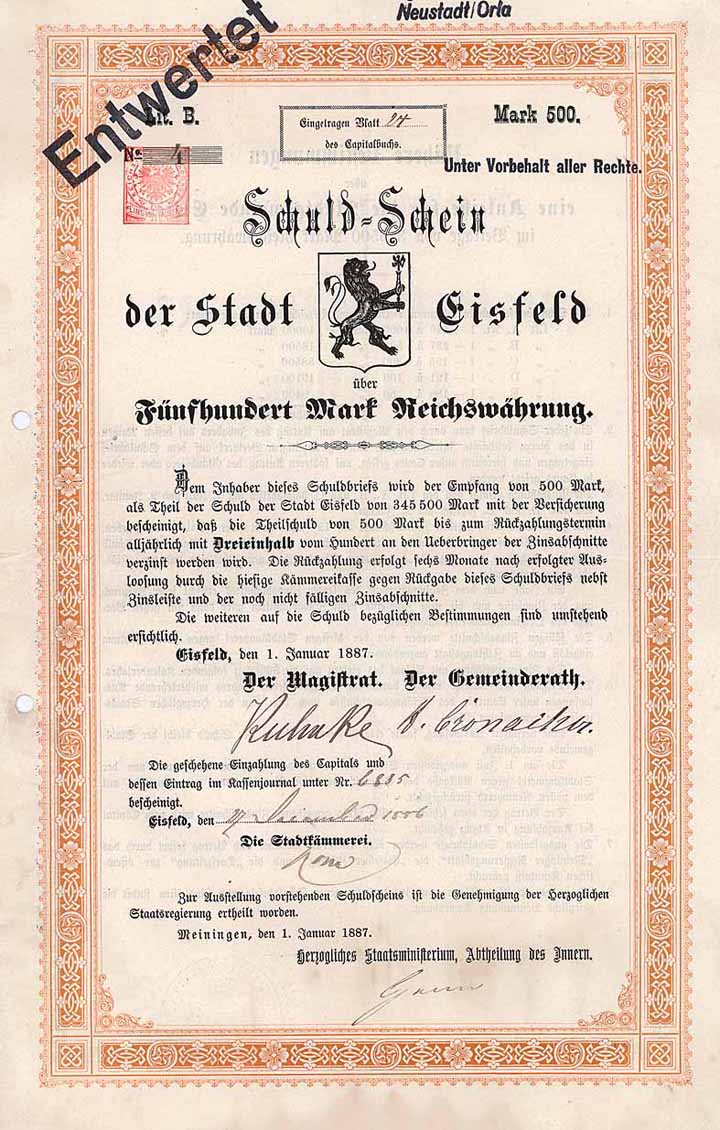 Neustadt/Orla
Entwertet
Lit. B.
Eingetragen Blatt 24
des Capitalbuchs.
Mark 500.
No. 4
Unter Vorbehalt aller Rechte.
Schuld-Schein
der Stadt Eisfeld
über
Fünfhundert Mark Reichswährung.
Dem Inhaber dieses Schuldbriefs wird der Empfang von 500 Mark,
als Theil der Schuld der Stadt Eisfeld von 345 500 Mark mit der Versicherung
bescheinigt, daß die Theilschuld von 500 Mark bis zum Rückzahlungstermin
alljährlich mit Dreieinhalb vom Hundert an den Ueberbringer der Zinsabschnitte
verzinst werden wird. Die Rückzahlung erfolgt sechs Monate nach erfolgter Aus-
loosung durch die hiesige Kämmereikasse gegen Rückgabe dieses Schuldbriefs nebst
Zinsleiste und der noch nicht fälligen Zinsabschnitte.
Die weiteren auf die Schuld bezüglichen Bestimmungen sind umstehend
ersichtlich.
Eisfeld, den 1. Januar 1887.
Der Magistrat. Der Gemeinderath.
Die geschehene Einzahlung des Capitals und
dessen Eintrag im Kassenjournal unter Nr. 6835
bescheinigt.
Eisfeld, den 27 December 1886
Die Stadtkämmerei.
Zur Ausstellung vorstehenden Schuldscheins ist die Genehmigung der Herzoglichen
Staatsregierung ertheilt worden.
Meiningen, den 1. Januar 1887.
Herzogliches Staatsministerium, Abtheilung des Innern.